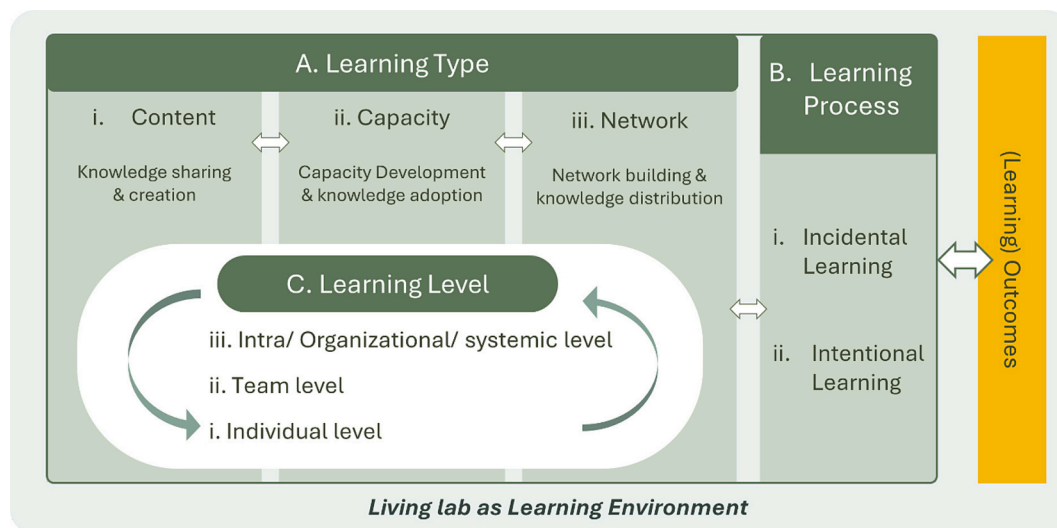 A. Learning Type
i. Content
Knowledge sharing
& creation
ii. Capacity
Capacity Development
& knowledge adoption
iii. Network
Network building &
knowledge distribution
C. Learning Level
iii. Intra/ Organizational/ systemic level
ii. Team level
i. Individual level
B. Learning
Process
i. Incidental
Learning
ii. Intentional
Learning
(Learning) Outcomes
Living lab as Learning Environment